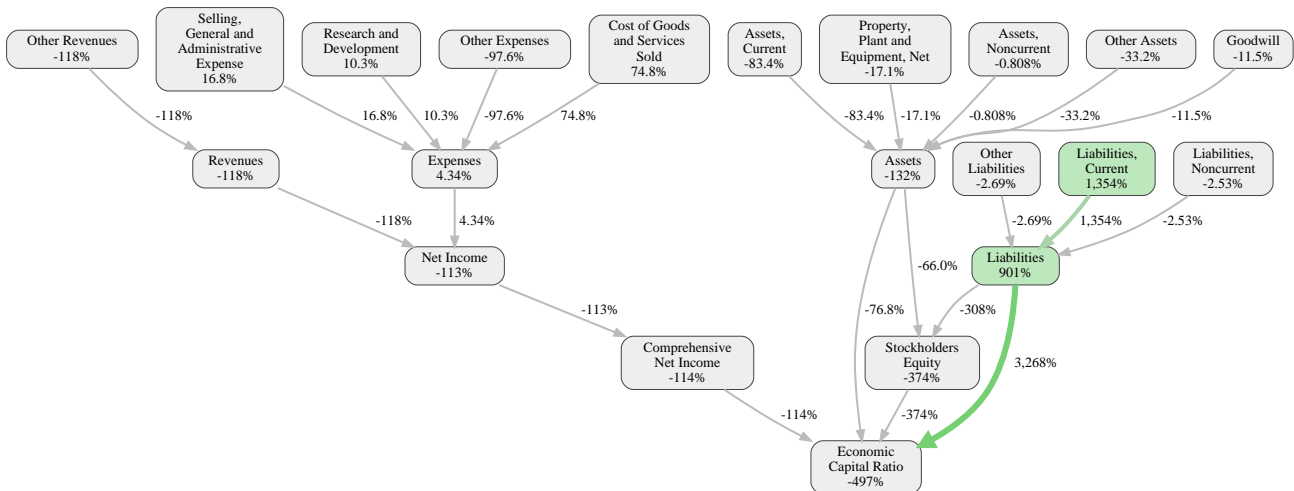 Other Revenues
-118%
Selling,
General and
Administrative
Expense
16.8%
Research and
Development
10.3%
Other Expenses
-97.6%
Cost of Goods
and Services
Sold
74.8%
Assets,
Current
-83.4%
Property,
Plant and
Equipment, Net
-17.1%
Assets,
Noncurrent
-0.808%
Other Assets
-33.2%
Goodwill
-11.5%
-118%
16.8%
10.3%
-97.6%
74.8%
-83.4%
-17.1%
-0.808%
-33.2%
-11.5%
Revenues
-118%
Expenses
4.34%
Assets
-132%
Other
Liabilities
-2.69%
Liabilities,
Current
1,354%
Liabilities,
Noncurrent
-2.53%
-118%
4.34%
-2.69%
1,354%
-2.53%
Net Income
-113%
-66.0%
Liabilities
901%
-113%
-76.8%
-308%
Comprehensive
Net Income
-114%
Stockholders
Equity
-374%
3,268%
-114%
-374%
Economic
Capital Ratio
-497%